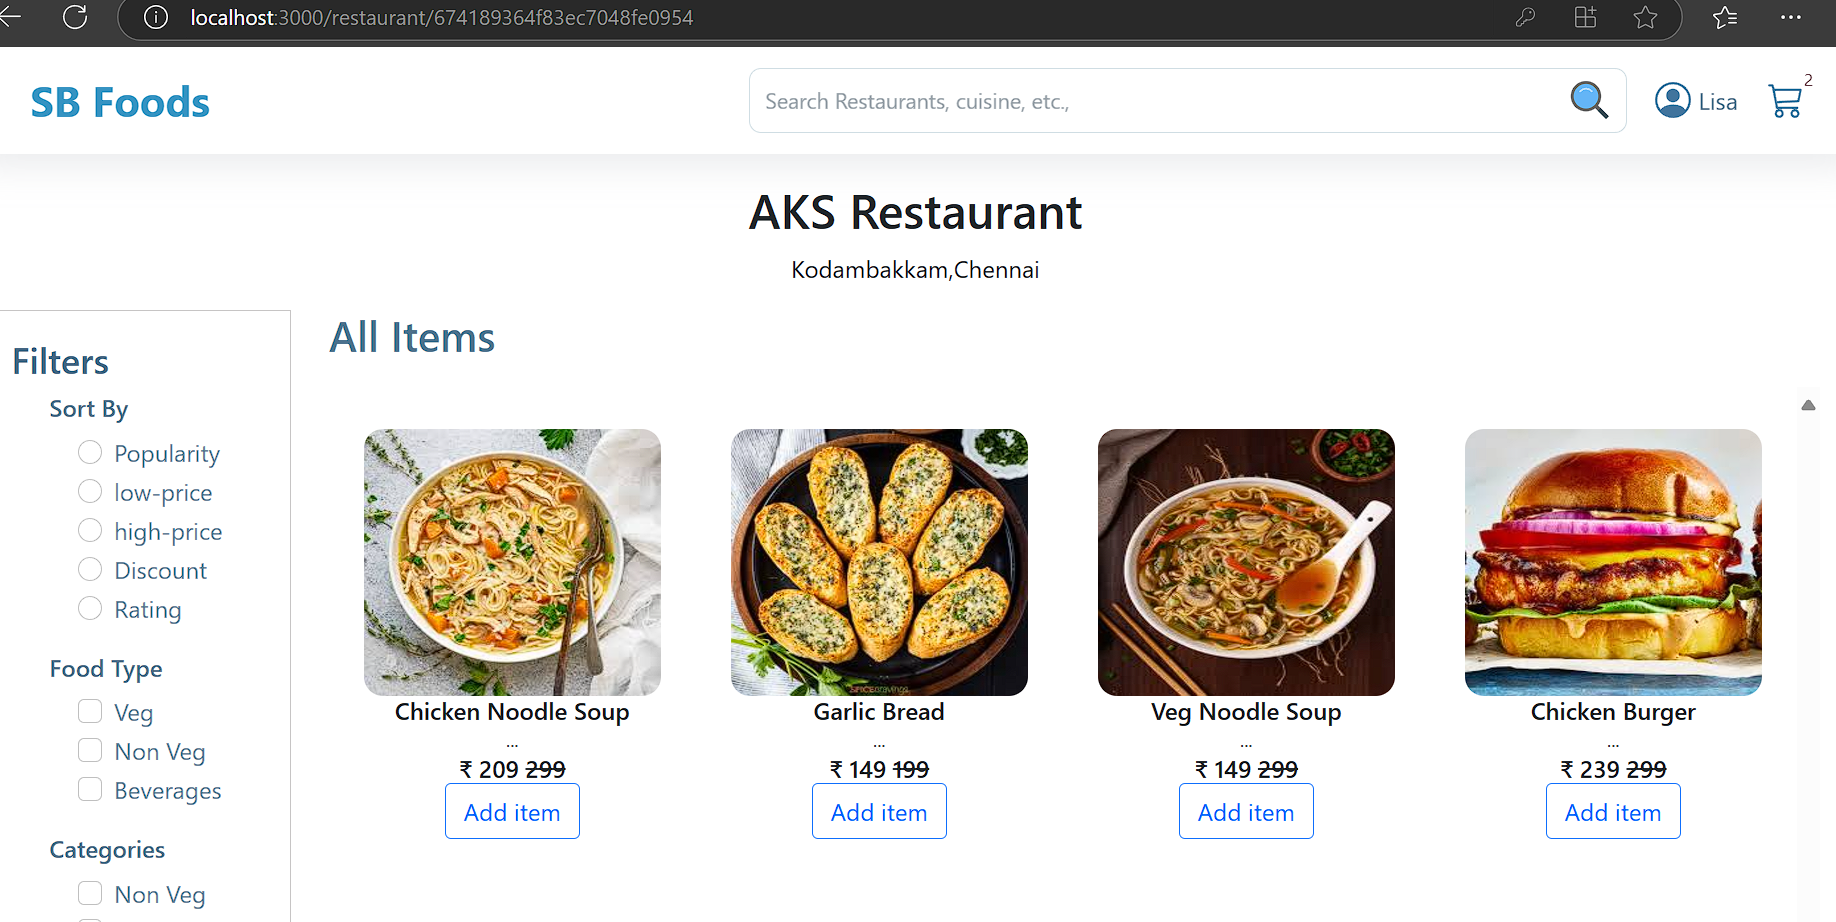 localhost:3000/restaurant/674189364f83ec7048fe0954
SB Foods
Search Restaurants, cuisine, etc.,
Lisa
2
AKS Restaurant
Kodambakkam,Chennai
Filters
Sort By
Popularity
low-price
high-price
Discount
Rating
Food Type
Veg
Non Veg
Beverages
Categories
Non Veg
All Items
Chicken Noodle Soup
...
₹ 209 299
Add item
Garlic Bread
...
₹ 149 199
Add item
Veg Noodle Soup
...
₹ 149 299
Add item
Chicken Burger
...
₹ 239 299
Add item